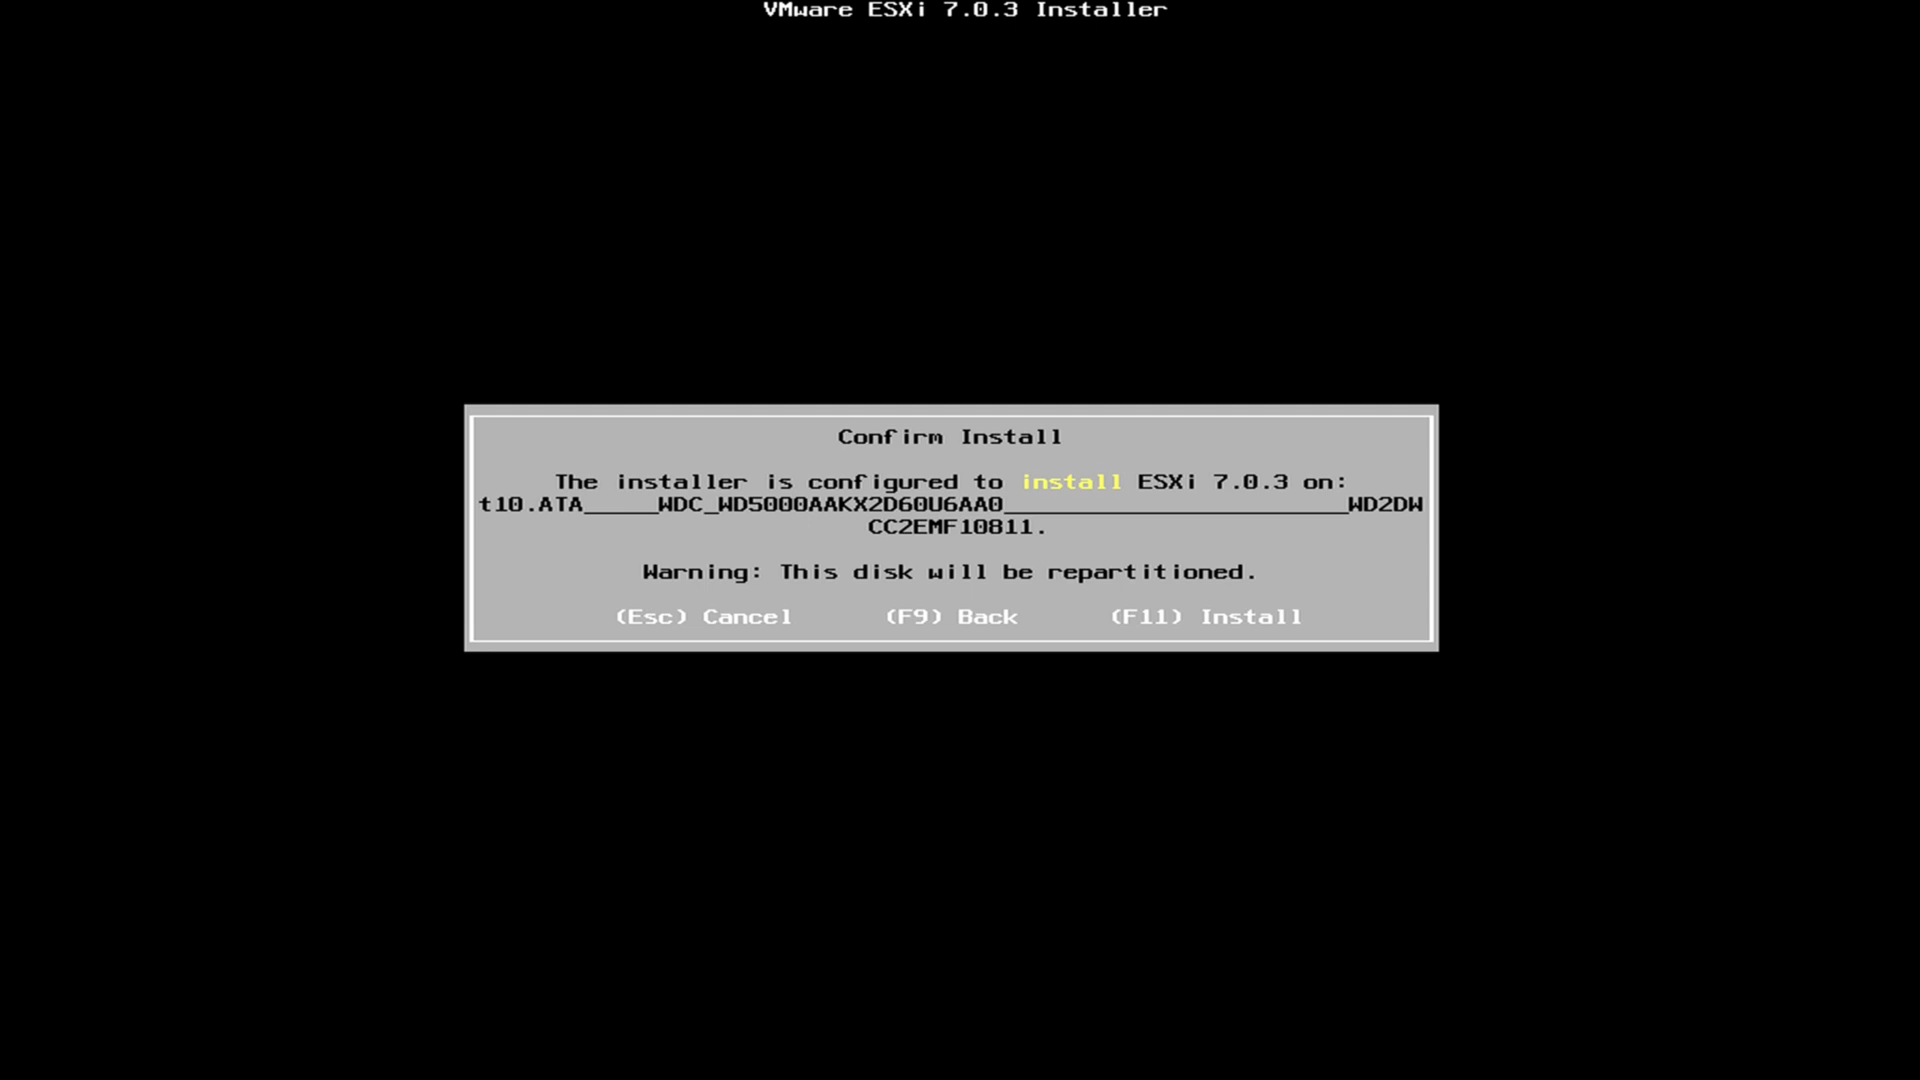 VMware ESXi 7.0.3 Installer
Confirm Install
The installer is configured to install ESXi 7.0.3 on:
t10.ATA_____WDC_WD5000AAKX2D60U6AA0_______________________WD2DW
CC2EMF10811.
Warning: This disk will be repartitioned.
(Esc) Cancel (F9) Back (F11) Install